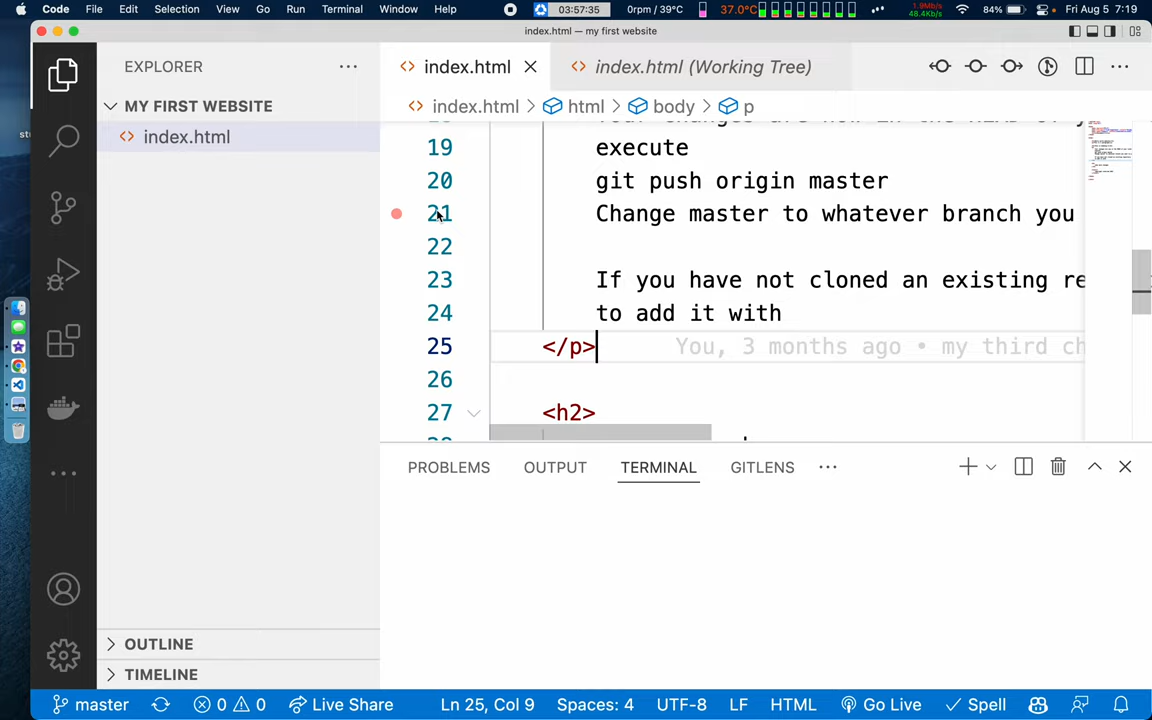 Code File Edit Selection View Go Run Terminal Window Help 03:57:35 0rpm / 39°C 37.0°C 1.9Mb/s 48.4Kb/s 84% Fri Aug 5 7:19
index.html — my first website
EXPLORER
MY FIRST WEBSITE
index.html
OUTLINE
TIMELINE
index.html index.html (Working Tree)
index.html > html > body > p
19 execute
20 git push origin master
21 Change master to whatever branch you
22
23 If you have not cloned an existing re
24 to add it with
25 </p> You, 3 months ago • my third ch
26
27 <h2>
PROBLEMS OUTPUT TERMINAL GITLENS
master 0 0 Live Share Ln 25, Col 9 Spaces: 4 UTF-8 LF HTML Go Live Spell